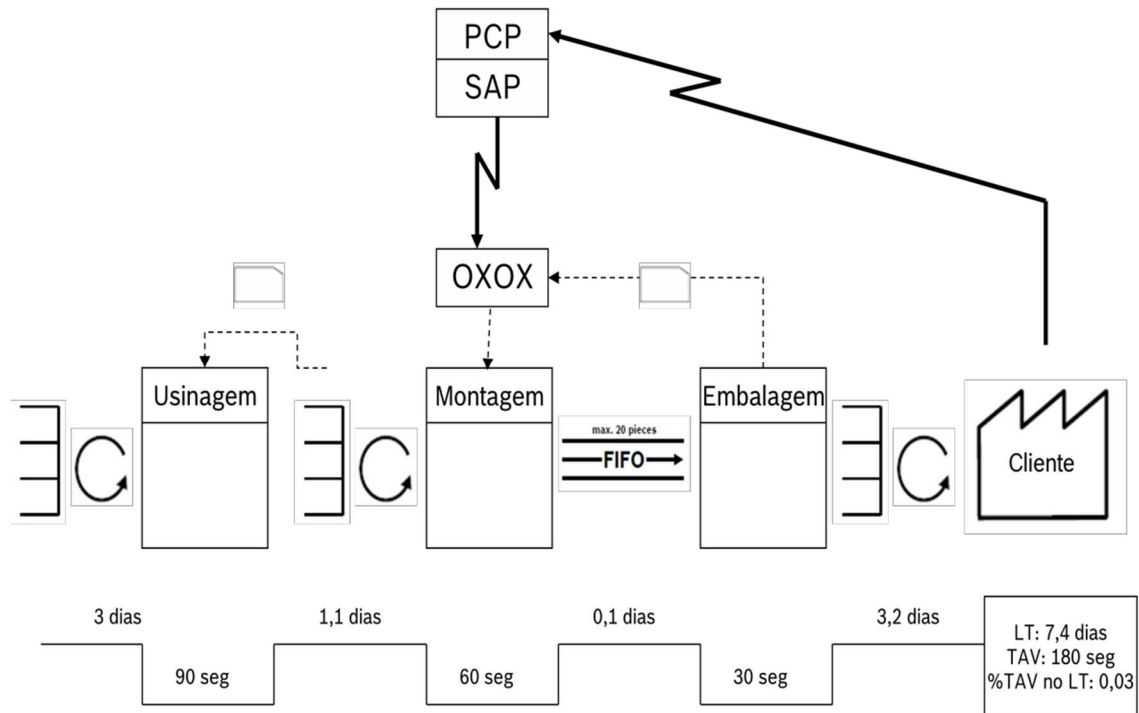 PCP
SAP
OXOX
Usinagem
Montagem
Embalagem
max. 20 pieces
FIFO
Cliente
3 dias
1,1 dias
0,1 dias
3,2 dias
90 seg
60 seg
30 seg
LT: 7,4 dias
TAV: 180 seg
%TAV no LT: 0,03